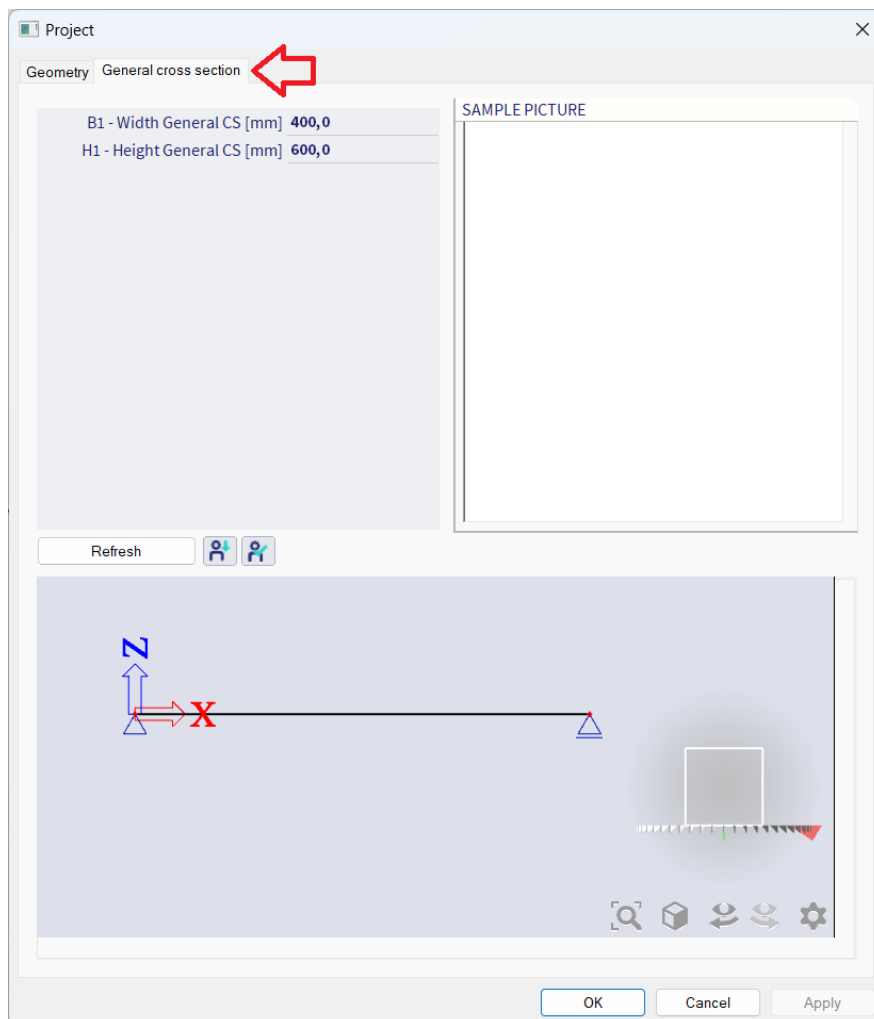 Project
Geometry
General cross section
B1 - Width General CS [mm] 400,0
H1 - Height General CS [mm] 600,0
SAMPLE PICTURE
Refresh
Z
X
OK
Cancel
Apply